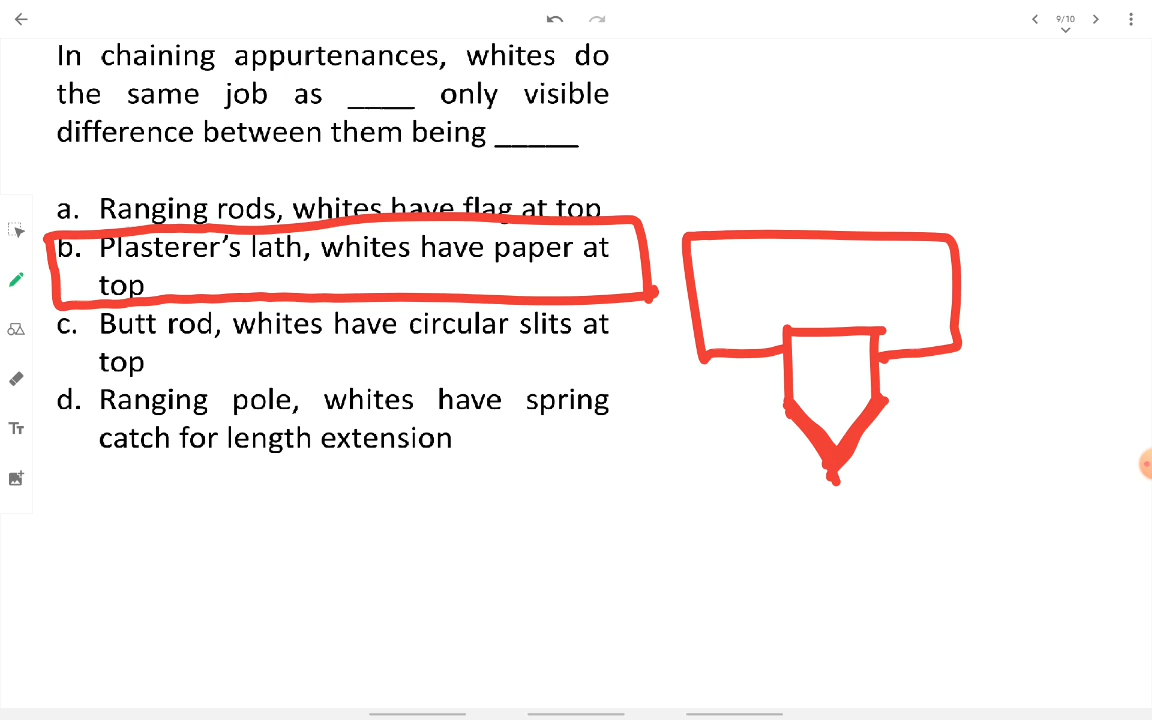 9/10
In chaining appurtenances, whites do
the same job as ____ only visible
difference between them being _____
a. Ranging rods, whites have flag at top
b. Plasterer’s lath, whites have paper at
top
c. Butt rod, whites have circular slits at
top
d. Ranging pole, whites have spring
catch for length extension
Tт